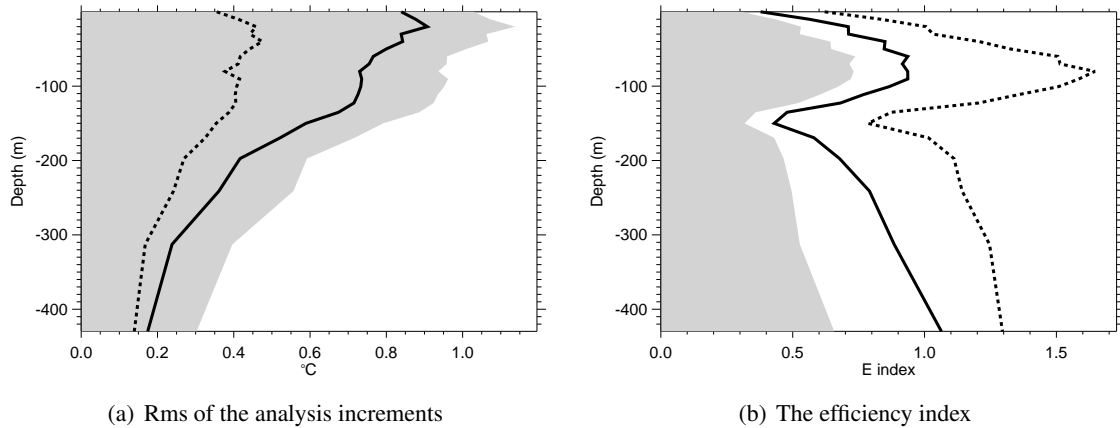 -100
-200
-300
-400
Depth (m)
0.0 0.2 0.4 0.6 0.8 1.0
°C
(a) Rms of the analysis increments
-100
-200
-300
-400
Depth (m)
0.0 0.5 1.0 1.5
E index
(b) The efficiency index